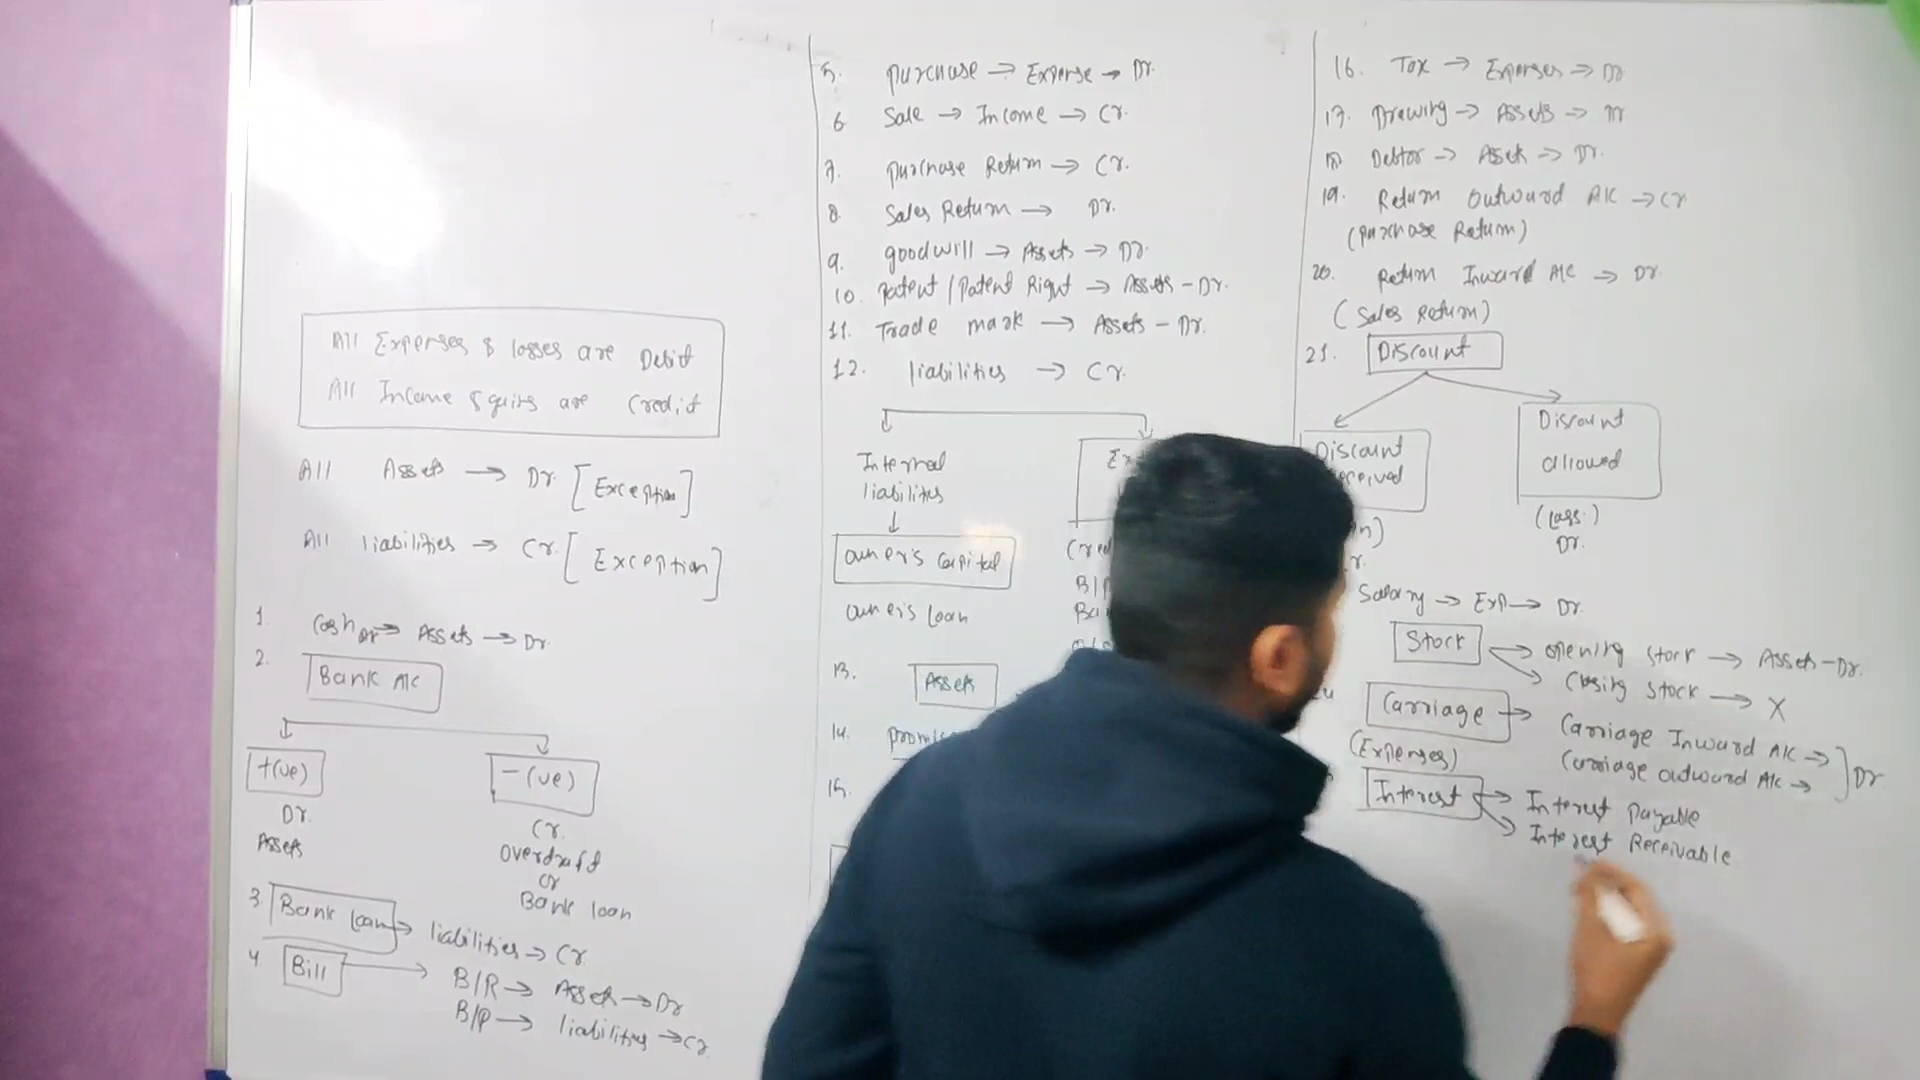 All Expenses & losses are Debit
All Income & gains are Credit
All Assets → Dr. [Exception]
All liabilities → Cr. [Exception]
1. Cash → Assets → Dr.
2. Bank A/C
+(ve)
Dr.
Assets
-(ve)
Cr.
Overdraft
or
Bank loan
3. Bank loan → liabilities → Cr.
4. Bill → B/R → Asset → Dr
B/P → liabilities → Cr.
5. purchase → Expense → Dr.
6. Sale → Income → Cr.
7. purchase Return → Cr.
8. Sales Return → Dr.
9. goodwill → Assets → Dr.
10. Patent / Patent Right → Assets - Dr.
11. Trade mark → Assets - Dr.
12. liabilities → Cr.
Internal
liabilities
↓
owner's Capital
owner's loan
13. Assets
14.
15.
16. Tax → Expenses → Dr
17. Drawing → Assets → Dr
18. Debtor → Asset → Dr.
19. Return Outward A/C → Cr
(purchase Return)
20. Return Inward A/C → Dr.
(Sales Return)
21. Discount
Discount
Discount
allowed
(loss.)
Dr.
Salary → Exp → Dr.
Stock → opening stock → Assets - Dr.
→ Closing Stock → X
Carriage → Carriage Inward A/C →
(Expenses) Carriage outward A/C → ] Dr
Interest → Interest Payable
→ Interest Receivable